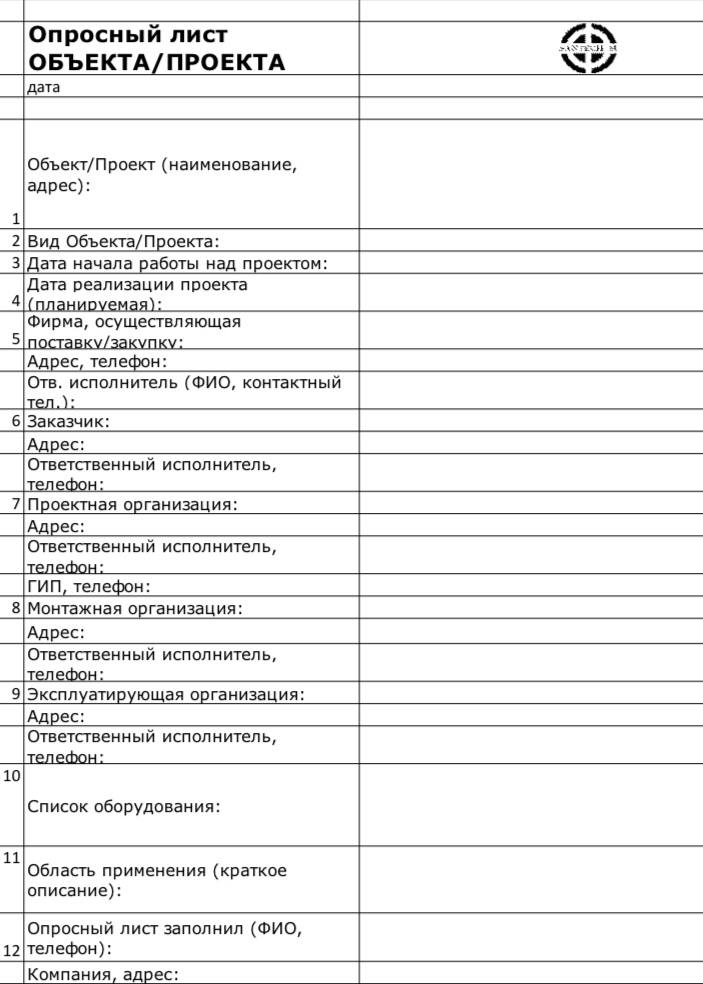 Опросный лист
ОБЪЕКТА/ПРОЕКТА
дата
Объект/Проект (наименование,
адрес):
1
2 Вид Объекта/Проекта:
3 Дата начала работы над проектом:
Дата реализации проекта
4 (планируемая):
Фирма, осуществляющая
5 поставку/закупку:
Адрес, телефон:
Отв. исполнитель (ФИО, контактный
тел.):
6 Заказчик:
Адрес:
Ответственный исполнитель,
телефон:
7 Проектная организация:
Адрес:
Ответственный исполнитель,
телефон:
ГИП, телефон:
8 Монтажная организация:
Адрес:
Ответственный исполнитель,
телефон:
9 Эксплуатирующая организация:
Адрес:
Ответственный исполнитель,
телефон:
10
Список оборудования:
11
Область применения (краткое
описание):
Опросный лист заполнил (ФИО,
12 телефон):
Компания, адрес: